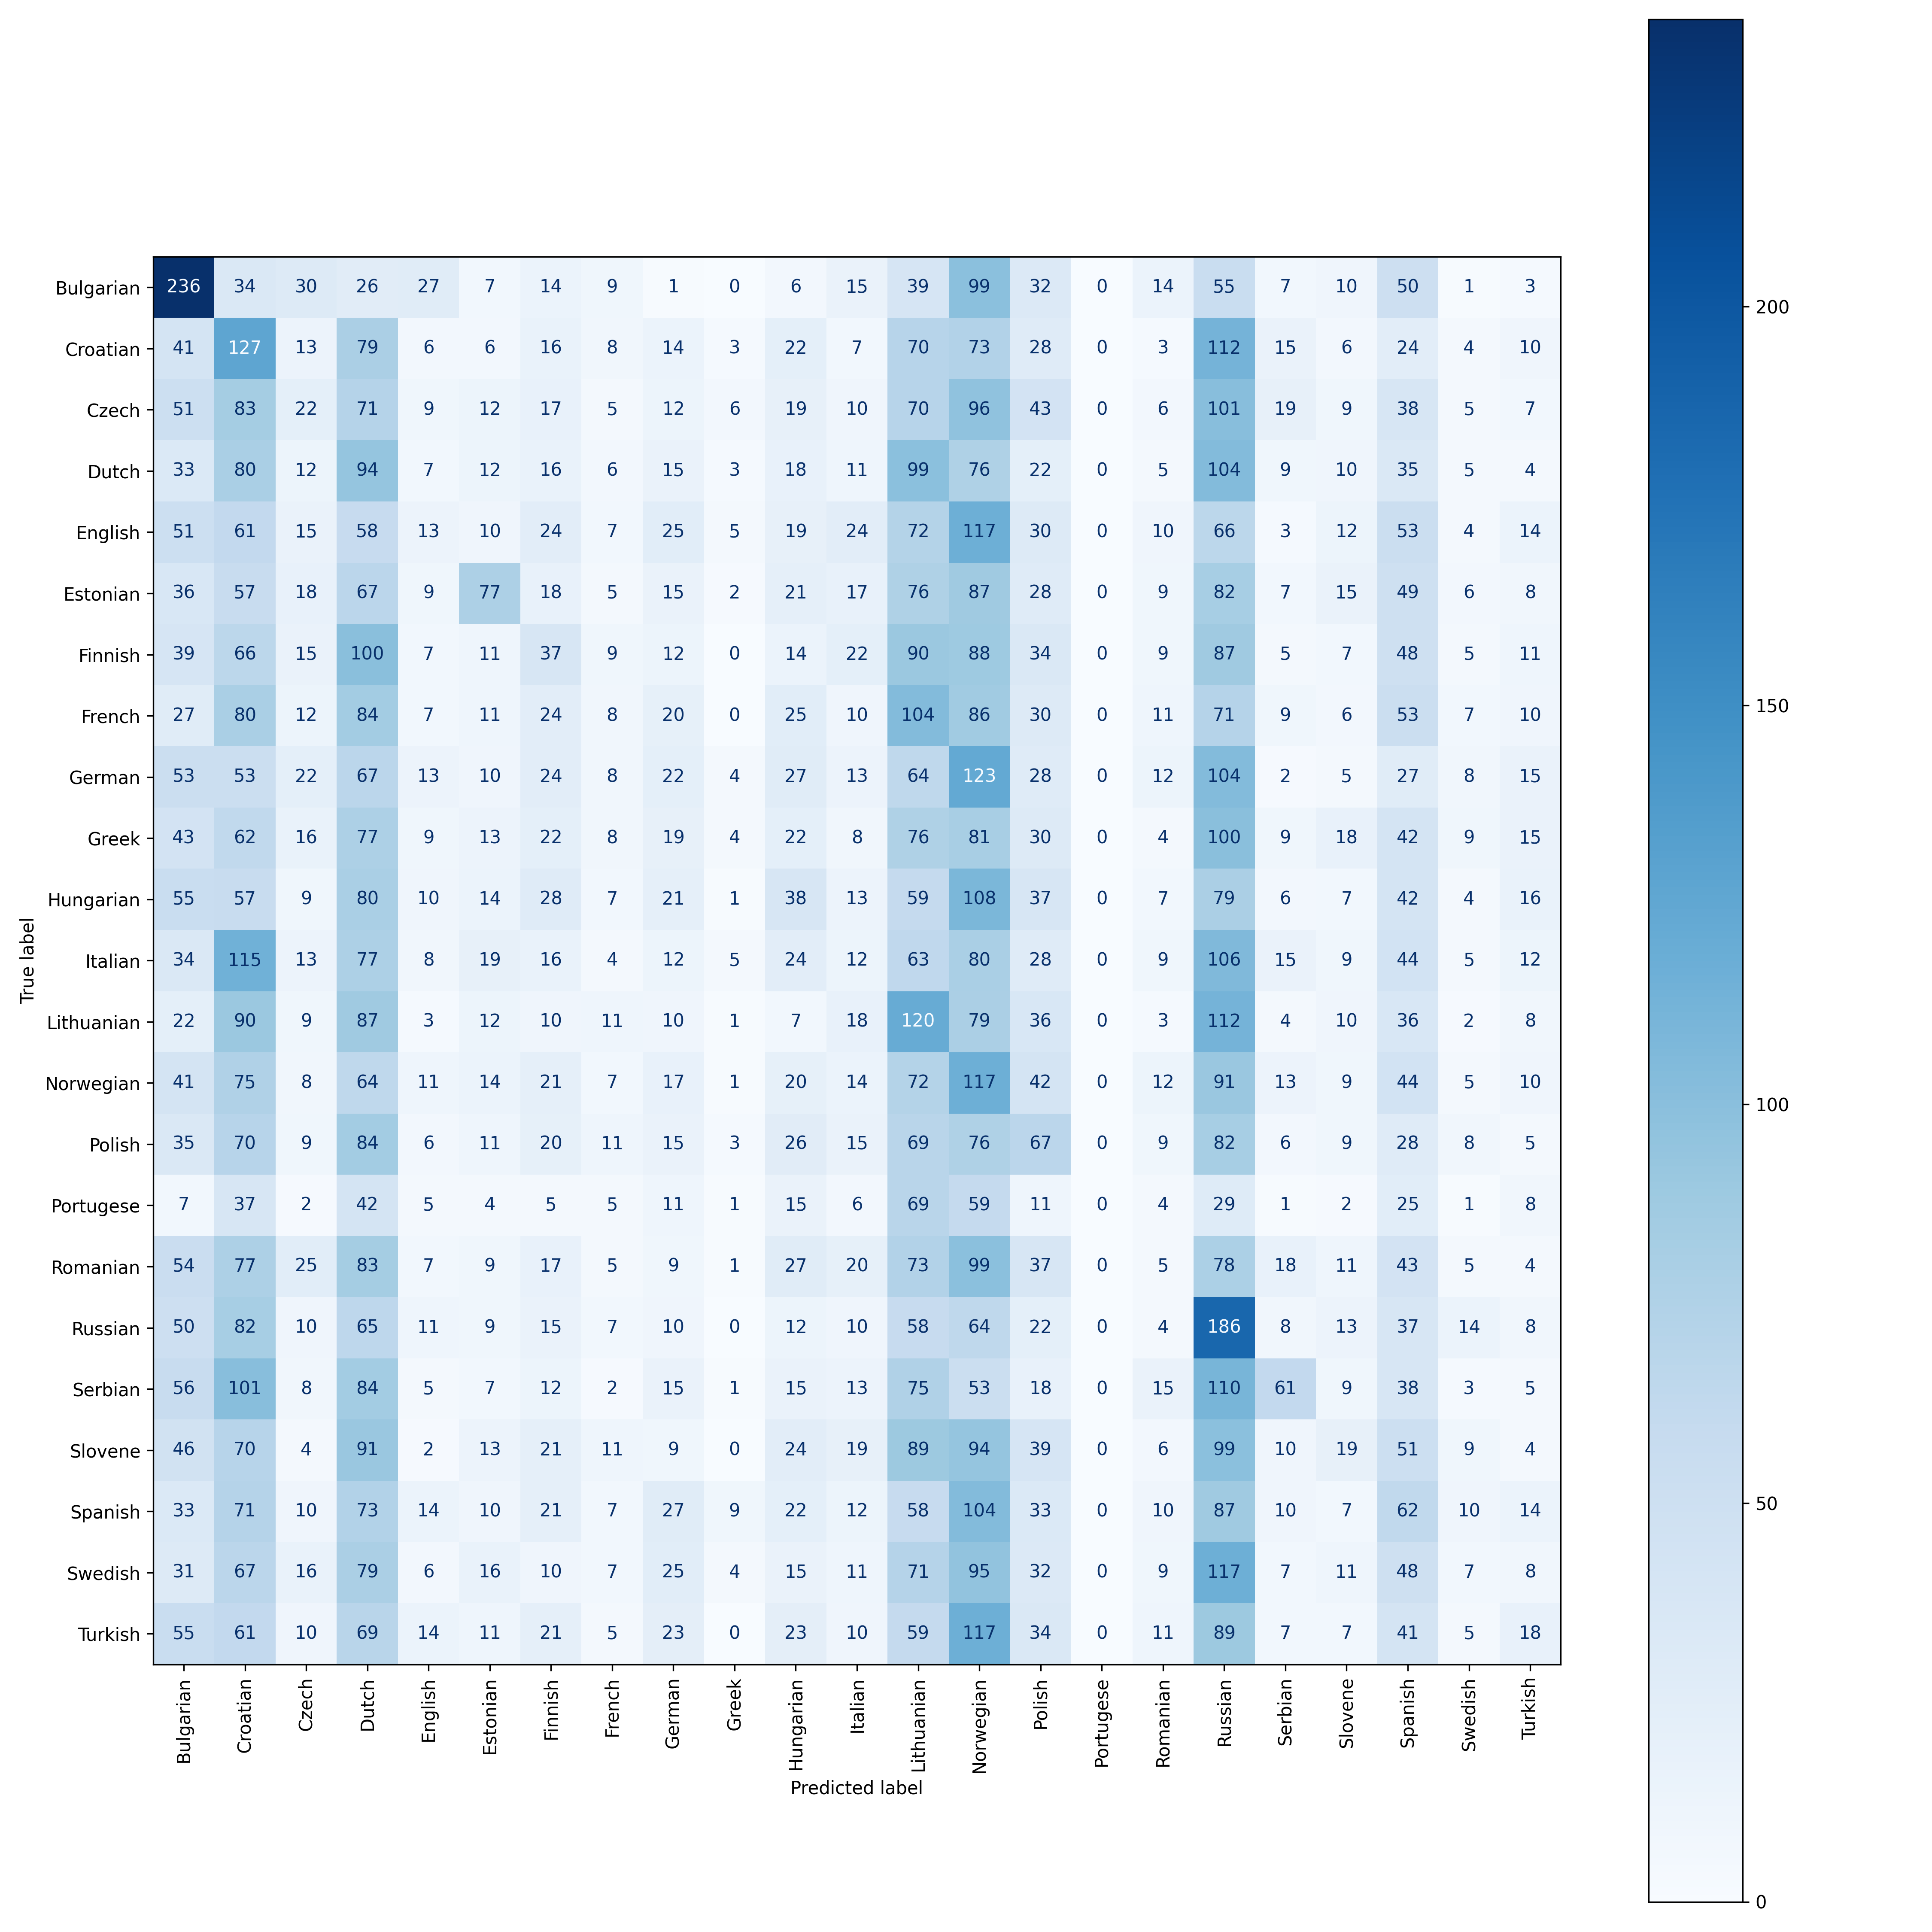 Bulgarian 236 34 30 26 27 7 14 9 1 0 6 15 39 99 32 0 14 55 7 10 50 1 3
Croatian 41 127 13 79 6 6 16 8 14 3 22 7 70 73 28 0 3 112 15 6 24 4 10
Czech 51 83 22 71 9 12 17 5 12 6 19 10 70 96 43 0 6 101 19 9 38 5 7
Dutch 33 80 12 94 7 12 16 6 15 3 18 11 99 76 22 0 5 104 9 10 35 5 4
English 51 61 15 58 13 10 24 7 25 5 19 24 72 117 30 0 10 66 3 12 53 4 14
Estonian 36 57 18 67 9 77 18 5 15 2 21 17 76 87 28 0 9 82 7 15 49 6 8
Finnish 39 66 15 100 7 11 37 9 12 0 14 22 90 88 34 0 9 87 5 7 48 5 11
French 27 80 12 84 7 11 24 8 20 0 25 10 104 86 30 0 11 71 9 6 53 7 10
German 53 53 22 67 13 10 24 8 22 4 27 13 64 123 28 0 12 104 2 5 27 8 15
Greek 43 62 16 77 9 13 22 8 19 4 22 8 76 81 30 0 4 100 9 18 42 9 15
Hungarian 55 57 9 80 10 14 28 7 21 1 38 13 59 108 37 0 7 79 6 7 42 4 16
Italian 34 115 13 77 8 19 16 4 12 5 24 12 63 80 28 0 9 106 15 9 44 5 12
Lithuanian 22 90 9 87 3 12 10 11 10 1 7 18 120 79 36 0 3 112 4 10 36 2 8
Norwegian 41 75 8 64 11 14 21 7 17 1 20 14 72 117 42 0 12 91 13 9 44 5 10
Polish 35 70 9 84 6 11 20 11 15 3 26 15 69 76 67 0 9 82 6 9 28 8 5
Portugese 7 37 2 42 5 4 5 5 11 1 15 6 69 59 11 0 4 29 1 2 25 1 8
Romanian 54 77 25 83 7 9 17 5 9 1 27 20 73 99 37 0 5 78 18 11 43 5 4
Russian 50 82 10 65 11 9 15 7 10 0 12 10 58 64 22 0 4 186 8 13 37 14 8
Serbian 56 101 8 84 5 7 12 2 15 1 15 13 75 53 18 0 15 110 61 9 38 3 5
Slovene 46 70 4 91 2 13 21 11 9 0 24 19 89 94 39 0 6 99 10 19 51 9 4
Spanish 33 71 10 73 14 10 21 7 27 9 22 12 58 104 33 0 10 87 10 7 62 10 14
Swedish 31 67 16 79 6 16 10 7 25 4 15 11 71 95 32 0 9 117 7 11 48 7 8
Turkish 55 61 10 69 14 11 21 5 23 0 23 10 59 117 34 0 11 89 7 7 41 5 18
Bulgarian Croatian Czech Dutch English Estonian Finnish French German Greek Hungarian Italian Lithuanian Norwegian Polish Portugese Romanian Russian Serbian Slovene Spanish Swedish Turkish
Predicted label
True label
200
150
100
50
0